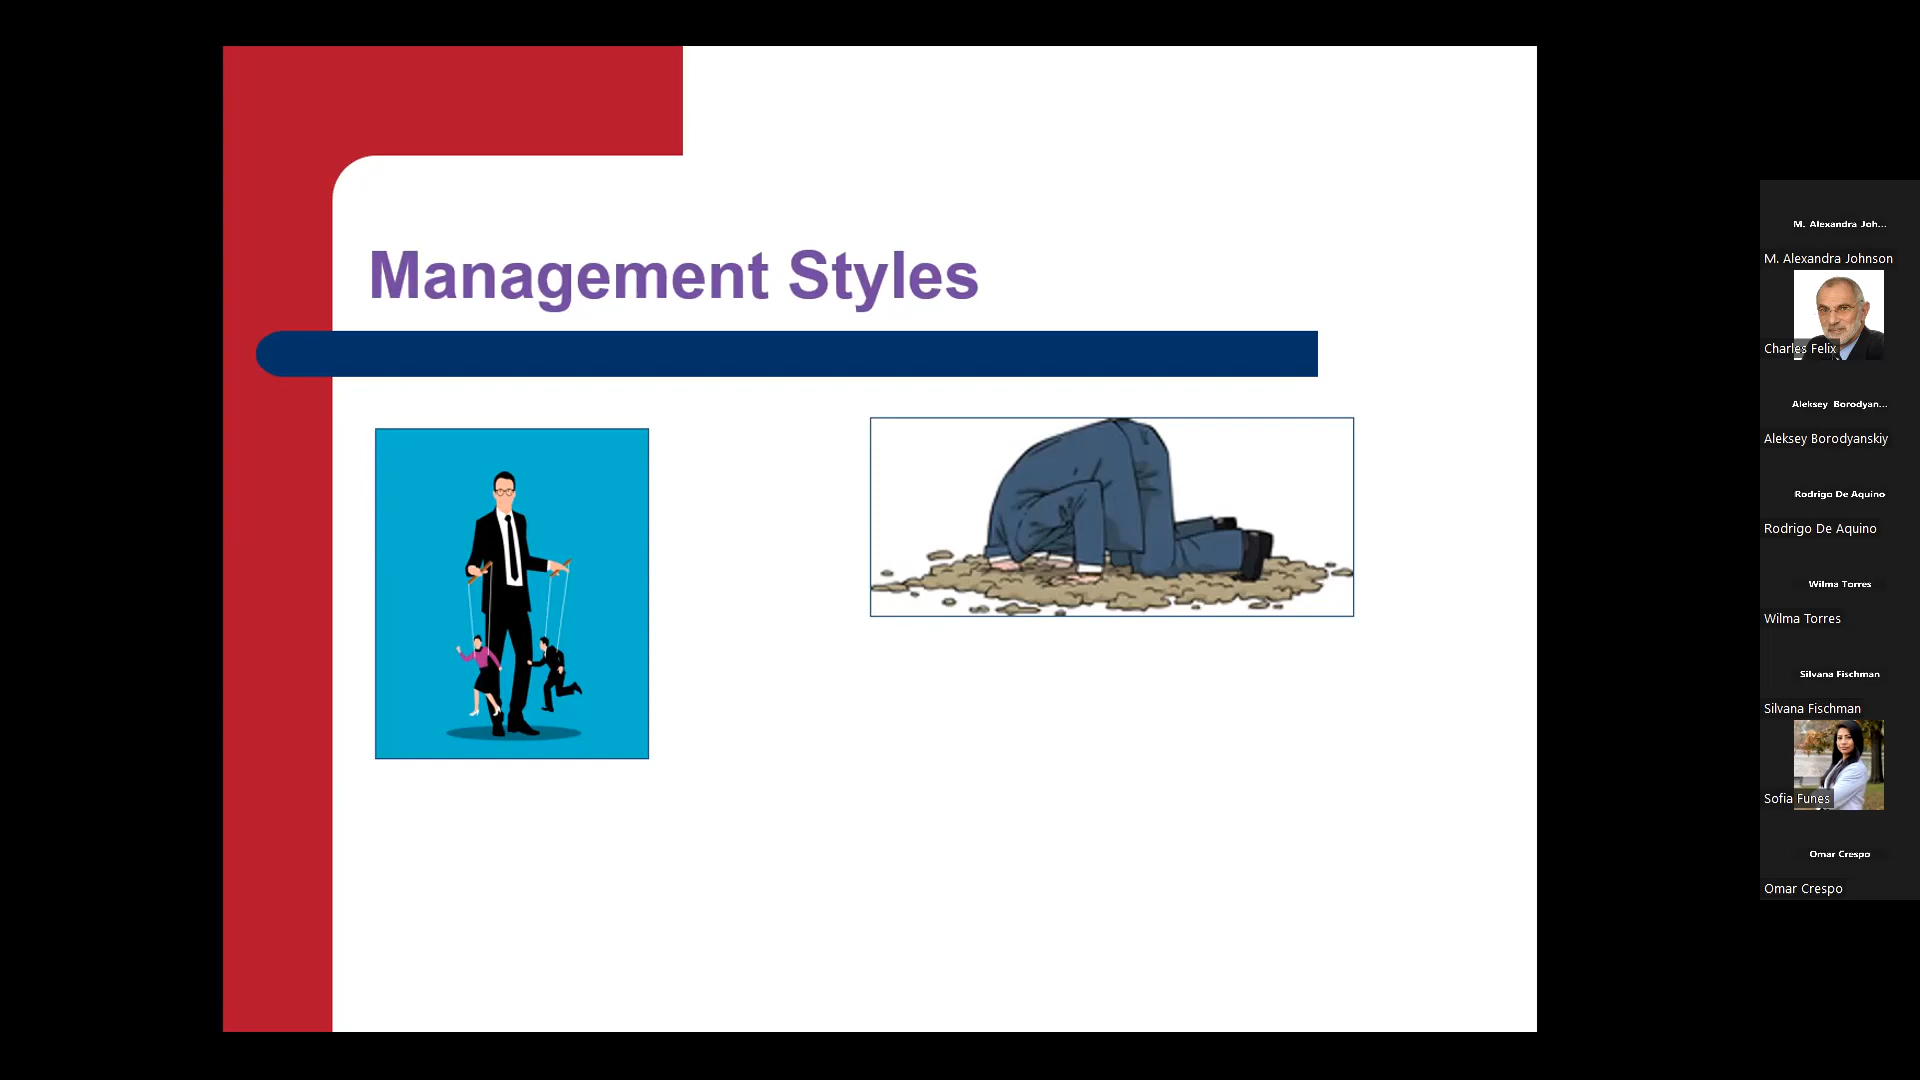 Management Styles
M. Alexandra Joh...
M. Alexandra Johnson
Charles Felix
Aleksey Borodyan...
Aleksey Borodyanskiy
Rodrigo De Aquino
Rodrigo De Aquino
Wilma Torres
Wilma Torres
Silvana Fischman
Silvana Fischman
Sofia Funes
Omar Crespo
Omar Crespo